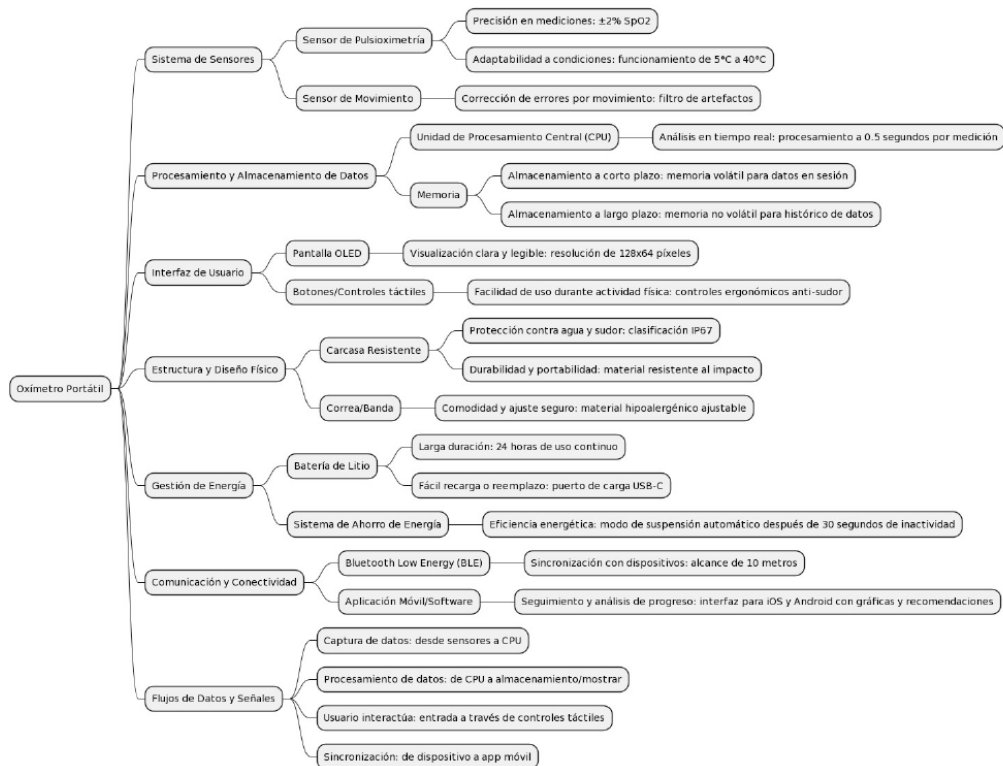 Oxímetro Portátil
Sistema de Sensores
Sensor de Pulsioximetría
Precisión en mediciones: ±2% SpO2
Adaptabilidad a condiciones: funcionamiento de 5°C a 40°C
Sensor de Movimiento
Corrección de errores por movimiento: filtro de artefactos
Procesamiento y Almacenamiento de Datos
Unidad de Procesamiento Central (CPU)
Análisis en tiempo real: procesamiento a 0.5 segundos por medición
Memoria
Almacenamiento a corto plazo: memoria volátil para datos en sesión
Almacenamiento a largo plazo: memoria no volátil para histórico de datos
Interfaz de Usuario
Pantalla OLED
Visualización clara y legible: resolución de 128x64 píxeles
Botones/Controles táctiles
Facilidad de uso durante actividad física: controles ergonómicos anti-sudor
Estructura y Diseño Físico
Carcasa Resistente
Protección contra agua y sudor: clasificación IP67
Durabilidad y portabilidad: material resistente al impacto
Correa/Banda
Comodidad y ajuste seguro: material hipoalergénico ajustable
Gestión de Energía
Batería de Litio
Larga duración: 24 horas de uso continuo
Fácil recarga o reemplazo: puerto de carga USB-C
Sistema de Ahorro de Energía
Eficiencia energética: modo de suspensión automático después de 30 segundos de inactividad
Comunicación y Conectividad
Bluetooth Low Energy (BLE)
Sincronización con dispositivos: alcance de 10 metros
Aplicación Móvil/Software
Seguimiento y análisis de progreso: interfaz para iOS y Android con gráficas y recomendaciones
Flujos de Datos y Señales
Captura de datos: desde sensores a CPU
Procesamiento de datos: de CPU a almacenamiento/mostrar
Usuario interactúa: entrada a través de controles táctiles
Sincronización: de dispositivo a app móvil